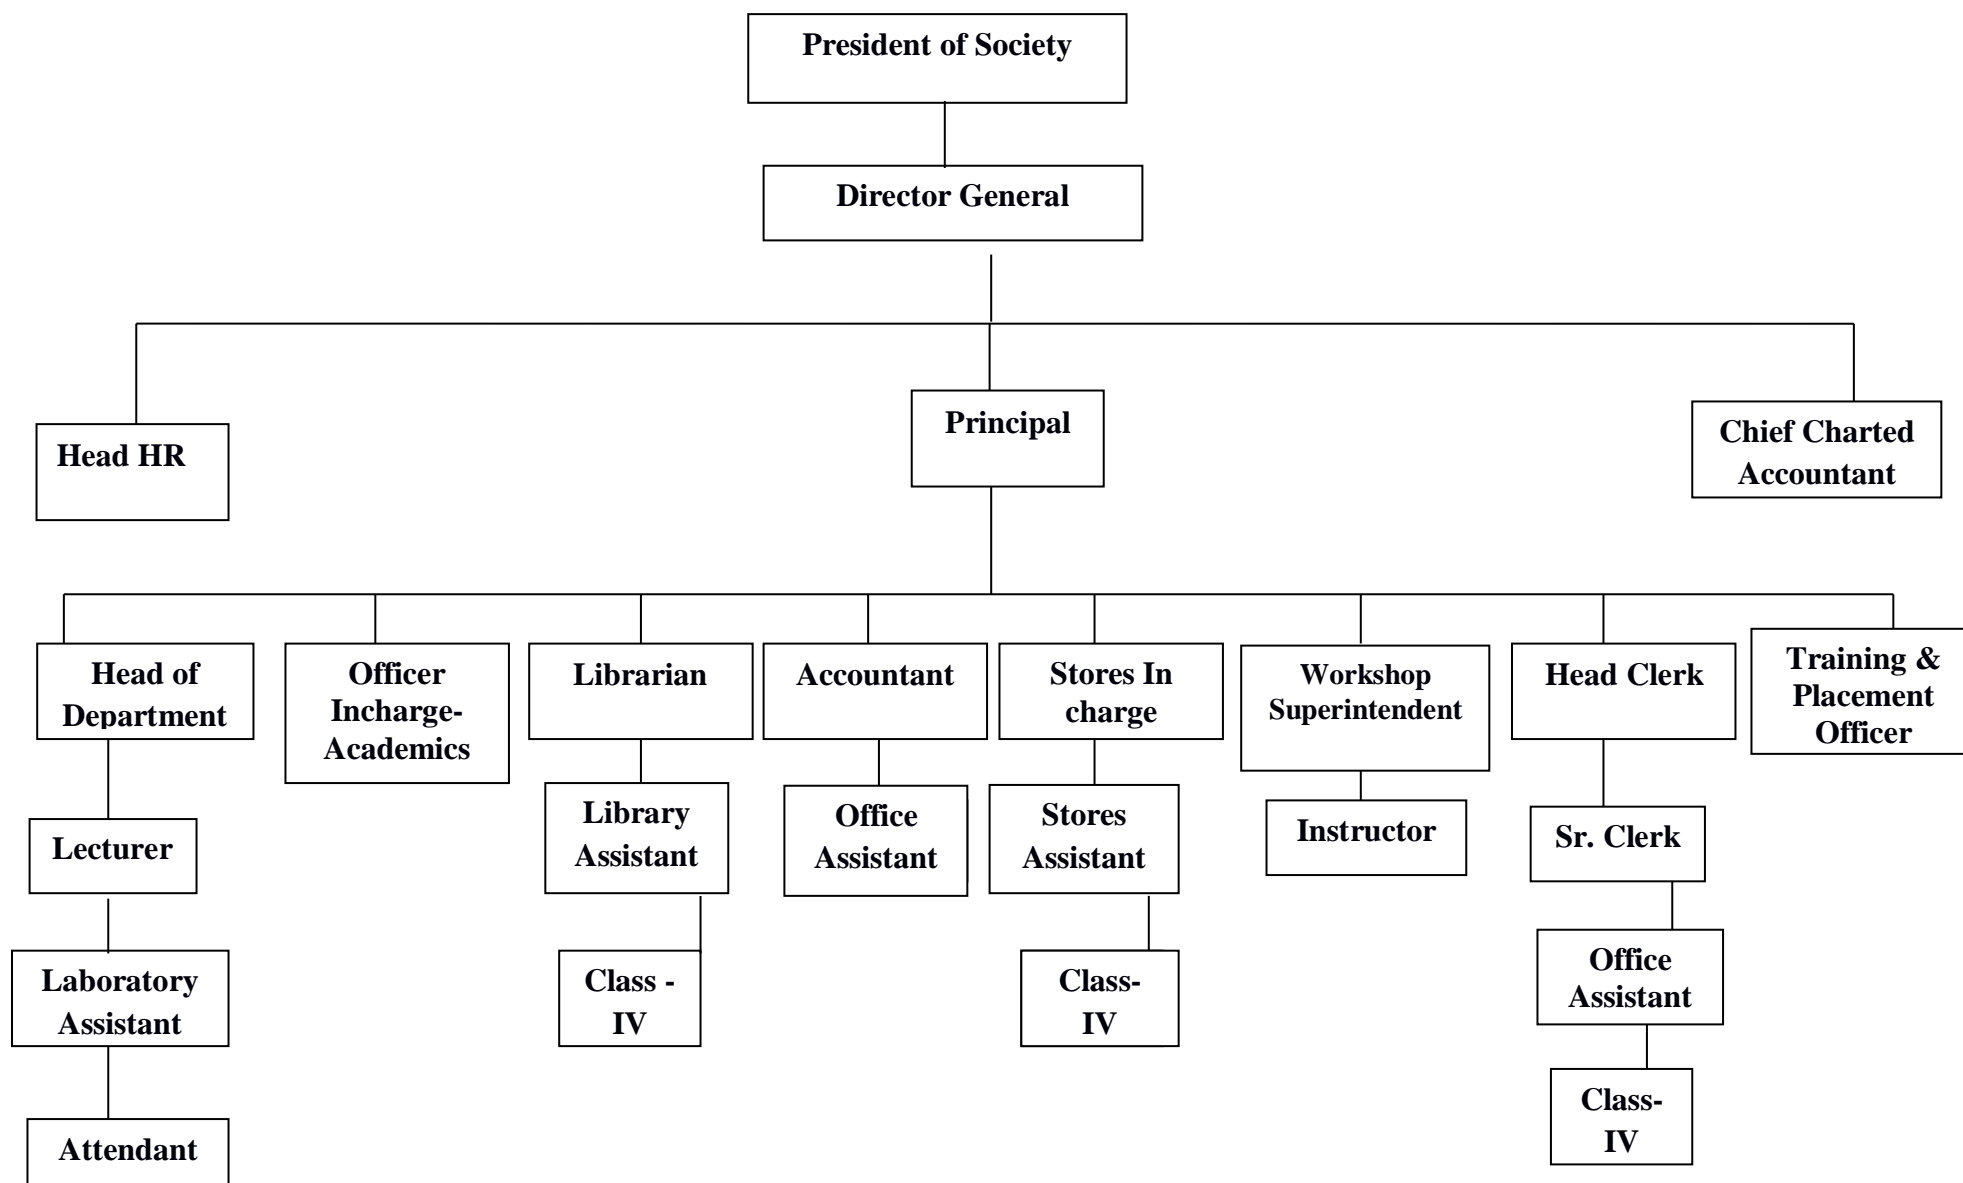 President of Society
Director General
Head HR
Principal
Chief Charted
Accountant
Head of
Department
Officer
Incharge-
Academics
Librarian
Accountant
Stores In
charge
Workshop
Superintendent
Head Clerk
Training &
Placement
Officer
Lecturer
Library
Assistant
Office
Assistant
Stores
Assistant
Instructor
Sr. Clerk
Laboratory
Assistant
Class -
IV
Class-
IV
Office
Assistant
Attendant
Class-
IV